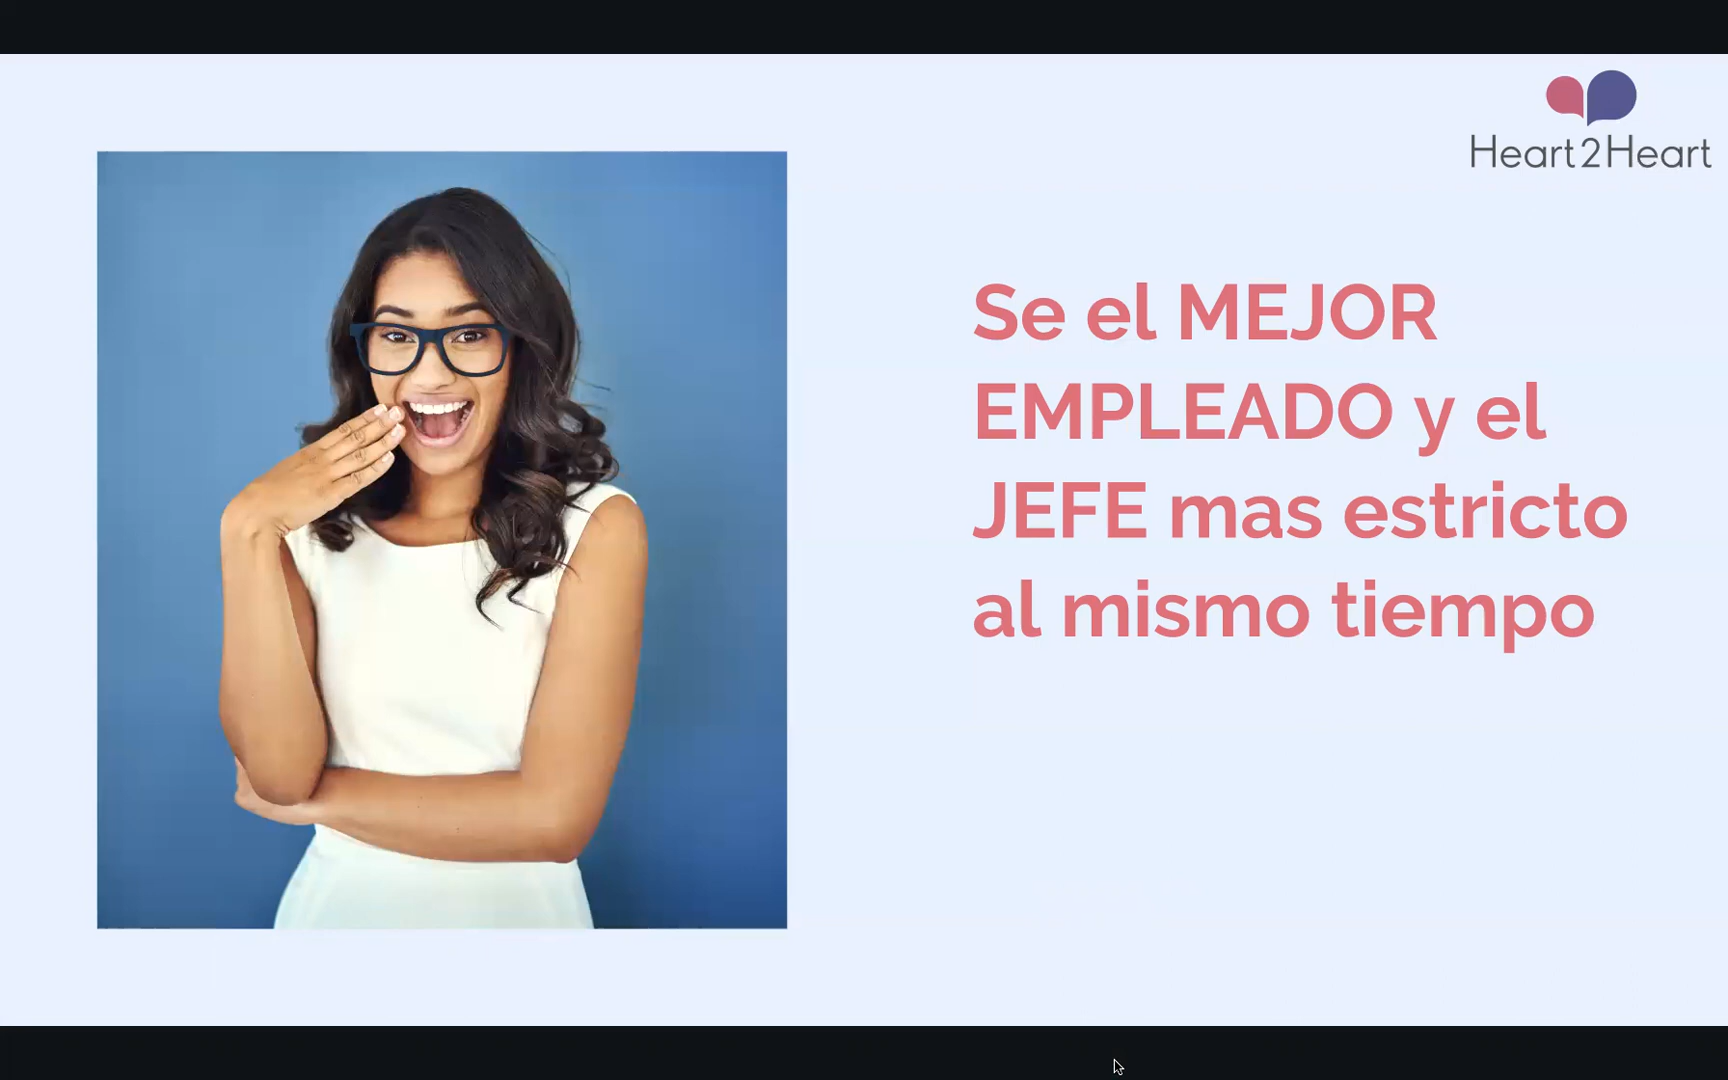 Heart2Heart
Se el MEJOR
EMPLEADO y el
JEFE mas estricto
al mismo tiempo